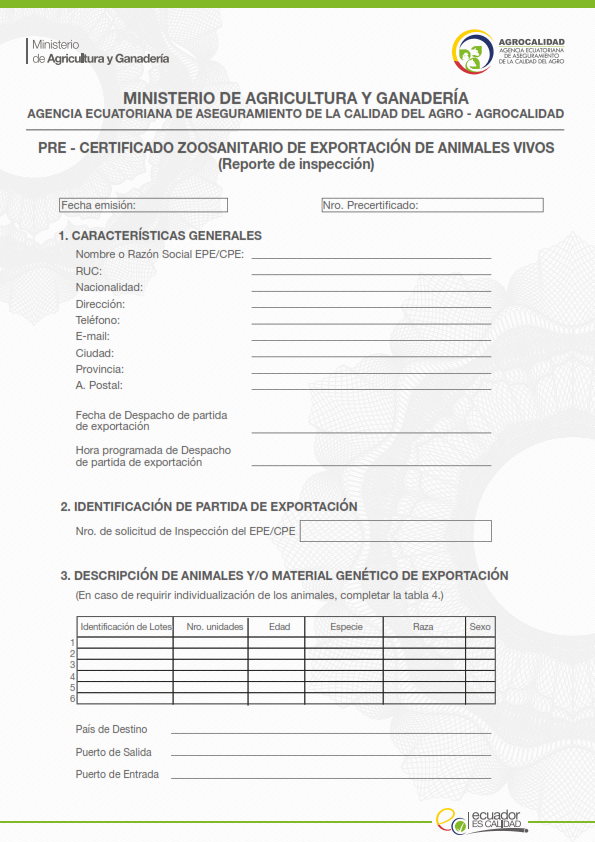 Ministerio
de Agricultura y Ganadería
AGROCALIDAD
AGENCIA ECUATORIANA
DE ASEGURAMIENTO
DE LA CALIDAD DEL AGRO
MINISTERIO DE AGRICULTURA Y GANADERÍA
AGENCIA ECUATORIANA DE ASEGURAMIENTO DE LA CALIDAD DEL AGRO - AGROCALIDAD
PRE - CERTIFICADO ZOOSANITARIO DE EXPORTACIÓN DE ANIMALES VIVOS
(Reporte de inspección)
Fecha emisión: Nro. Precertificado:
1. CARACTERÍSTICAS GENERALES
Nombre o Razón Social EPE/CPE:
RUC:
Nacionalidad:
Dirección:
Teléfono:
E-mail:
Ciudad:
Provincia:
A. Postal:
Fecha de Despacho de partida
de exportación
Hora programada de Despacho
de partida de exportación
2. IDENTIFICACIÓN DE PARTIDA DE EXPORTACIÓN
Nro. de solicitud de Inspección del EPE/CPE
3. DESCRIPCIÓN DE ANIMALES Y/O MATERIAL GENÉTICO DE EXPORTACIÓN
(En caso de requirir individualización de los animales, completar la tabla 4.)
Identificación de Lotes Nro. unidades Edad Especie Raza Sexo
1
2
3
4
5
6
País de Destino
Puerto de Salida
Puerto de Entrada
ecuador
ES CALIDAD